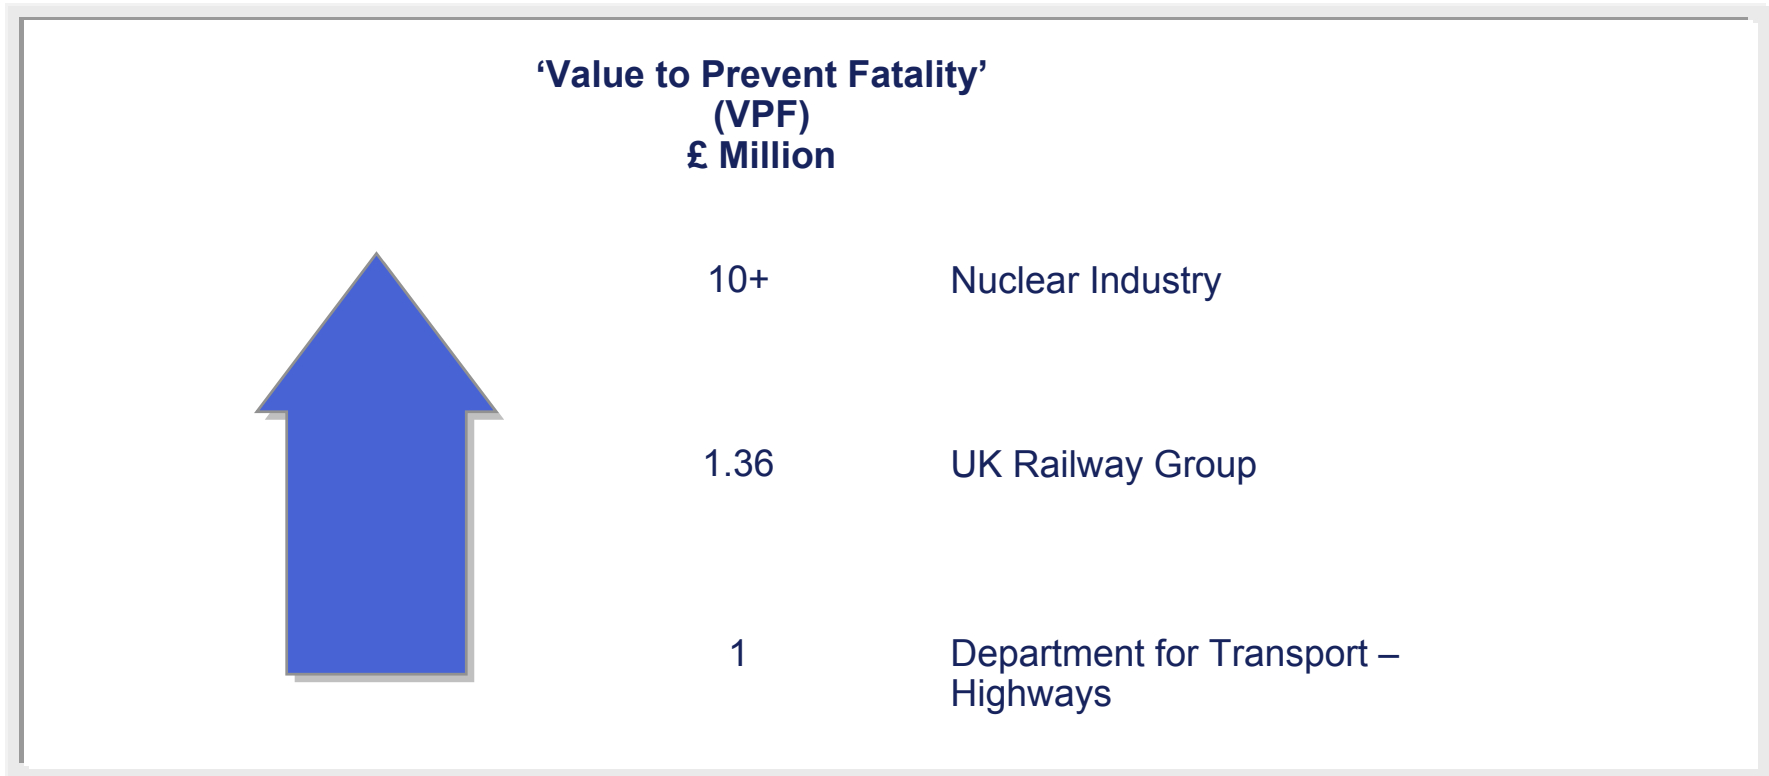 ‘Value to Prevent Fatality’
(VPF)
£ Million
10+ Nuclear Industry
1.36 UK Railway Group
1 Department for Transport –
Highways